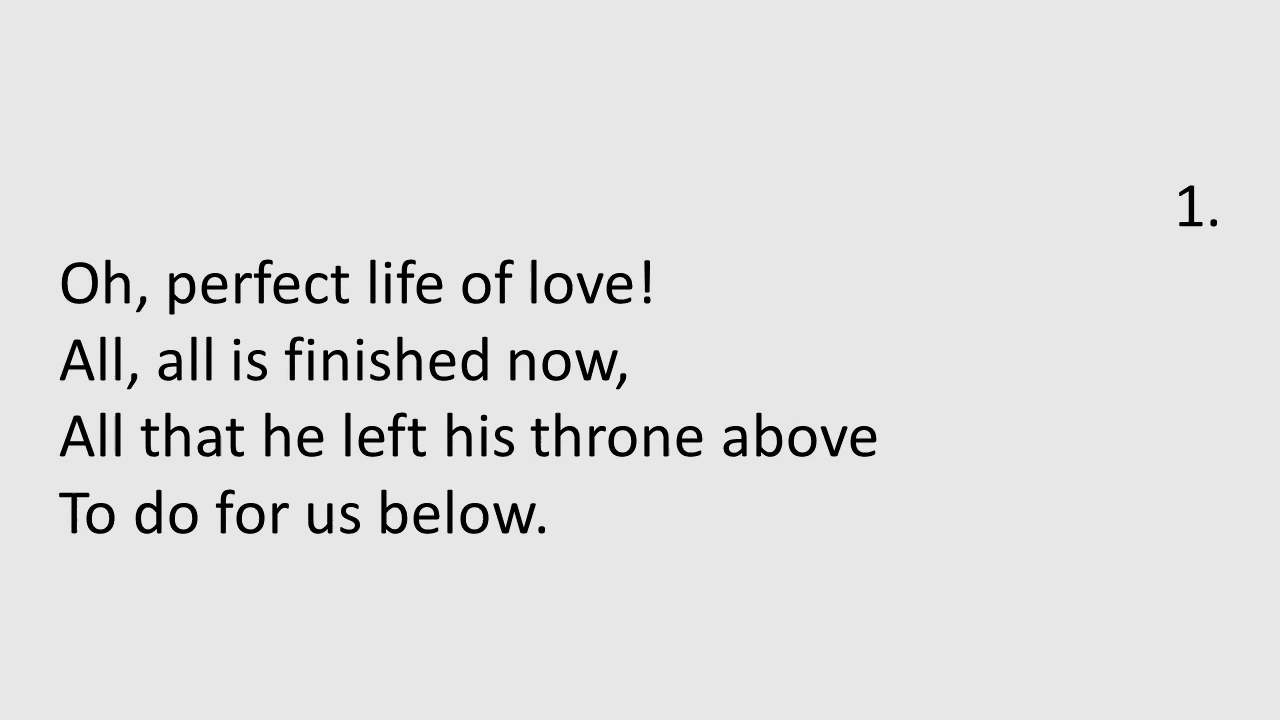 1.
Oh, perfect life of love!
All, all is finished now,
All that he left his throne above
To do for us below.